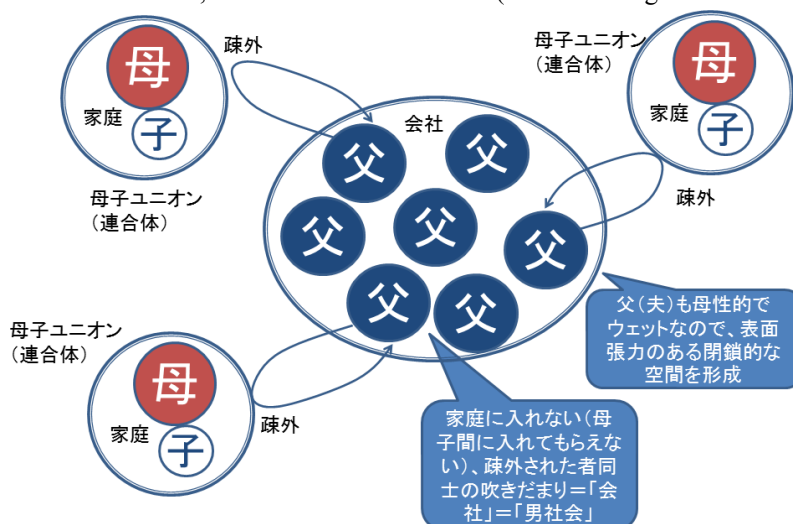 母
家庭
子
母子ユニオン
(連合体)
疎外
会社
父
父
父
父
父
父
父
母子ユニオン
(連合体)
母
家庭
子
疎外
母子ユニオン
(連合体)
母
家庭
子
疎外
父(夫)も母性的で
ウェットなので、表面
張力のある閉鎖的な
空間を形成
家庭に入れない(母
子間に入れてもらえな
い)、疎外された者同
士の吹きだまり=「会
社」=「男社会」